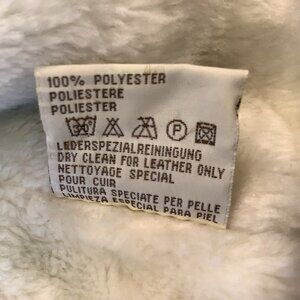 100% POLYESTER
POLIESTERE
POLIESTER
P
LEDERSPEZIALREINIGUNG
DRY CLEAN FOR LEATHER ONLY
NETTOYAGE SPECIAL
POUR CUIR
PULITURA SPECIATE PER PELLE
LIMPIEZA ESPECIAL PARA PIEL